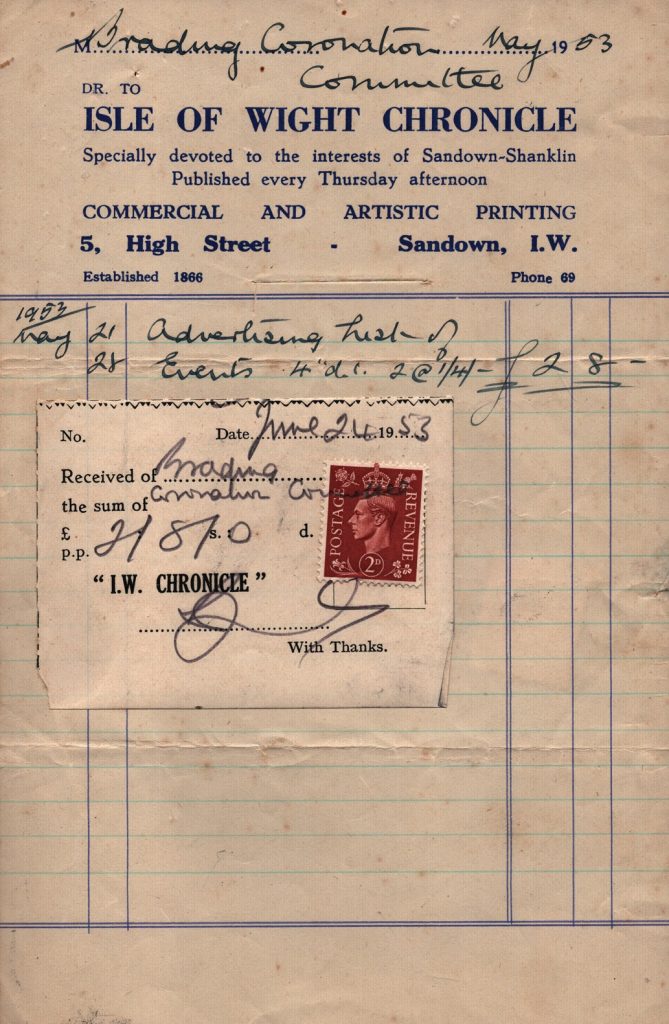 M Brading Coronation May 1953
Committee
DR. TO
ISLE OF WIGHT CHRONICLE
Specially devoted to the interests of Sandown-Shanklin
Published every Thursday afternoon
COMMERCIAL AND ARTISTIC PRINTING
5, High Street - Sandown, I.W.
Established 1866 Phone 69
1953
May 21 Advertising List of
28 Events 4" d.c. 2 @ 1/4/- £ 2 8 -
No. Date June 24 1953
Received of Brading
the sum of Coronation Committee
£ 2/ 8/ s. 0 d.
p.p.
"I.W. CHRONICLE"
With Thanks.
POSTAGE REVENUE
2D